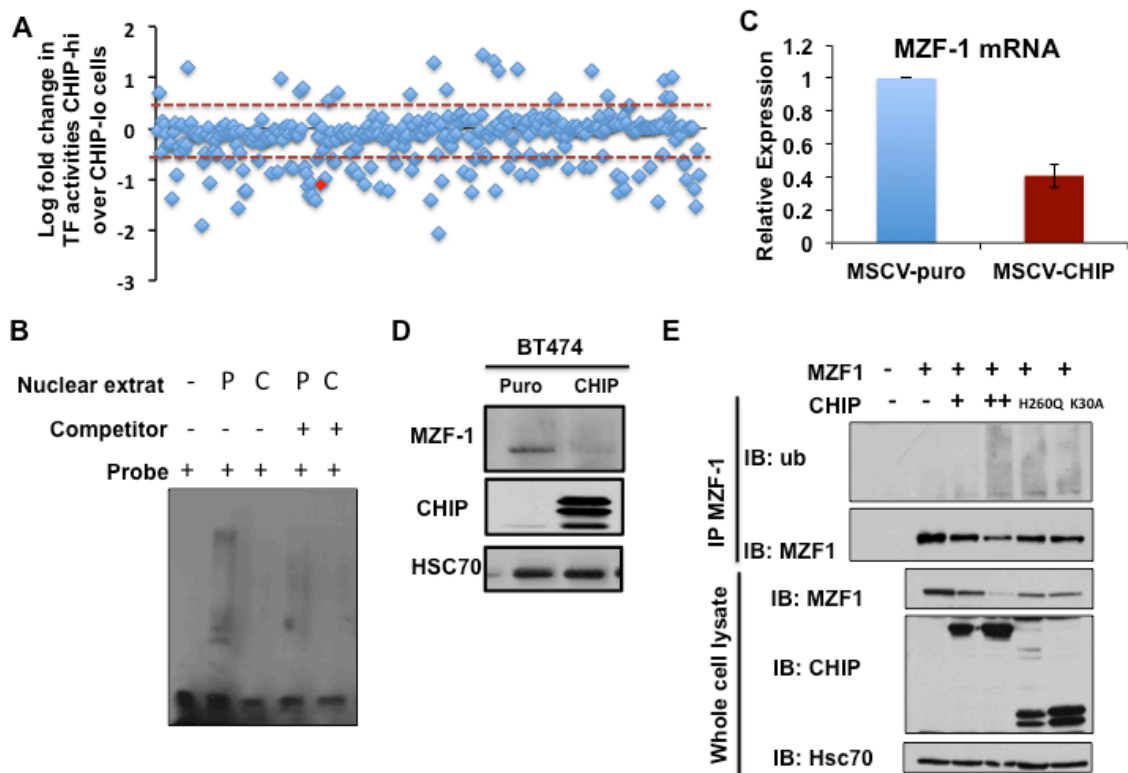 A
Log fold change in
TF activities CHIP-hi
over CHIP-lo cells
2
1
0
-1
-2
-3
C
MZF-1 mRNA
Relative Expression
1.2
1
0.8
0.6
0.4
0.2
0
MSCV-puro MSCV-CHIP
B
Nuclear extrat - P C P C
Competitor - - - + +
Probe + + + + +
D
BT474
Puro CHIP
MZF-1
CHIP
HSC70
E
MZF1 - + + + + +
CHIP - - + ++ H260Q K30A
IP MZF-1
IB: ub
IB: MZF1
Whole cell lysate
IB: MZF1
IB: CHIP
IB: Hsc70